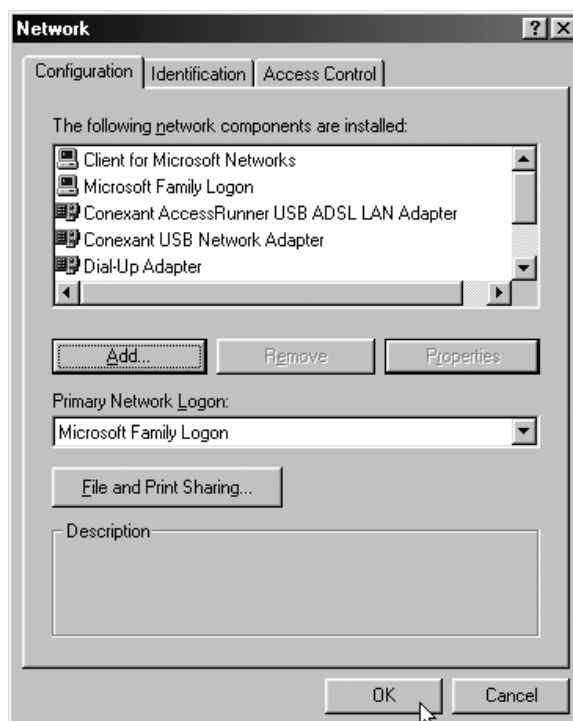 Network
Configuration Identification Access Control
The following network components are installed:
Client for Microsoft Networks
Microsoft Family Logon
Conexant AccessRunner USB ADSL LAN Adapter
Conexant USB Network Adapter
Dial-Up Adapter
Add... Remove Properties
Primary Network Logon:
Microsoft Family Logon
File and Print Sharing...
Description
OK Cancel